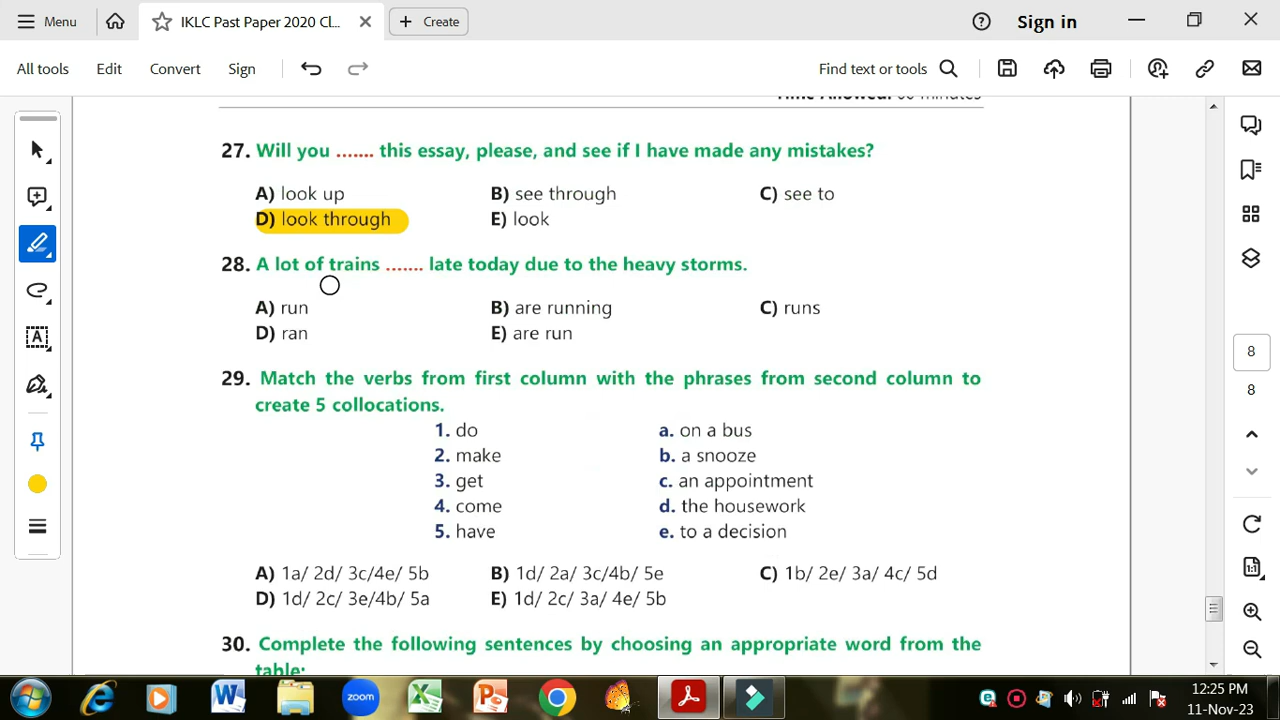 Menu
IKLC Past Paper 2020 Cl...
Create
Sign in
All tools
Edit
Convert
Sign
Find text or tools
27. Will you ....... this essay, please, and see if I have made any mistakes?
A) look up B) see through C) see to
D) look through E) look
28. A lot of trains ....... late today due to the heavy storms.
A) run B) are running C) runs
D) ran E) are run
29. Match the verbs from first column with the phrases from second column to
create 5 collocations.
1. do a. on a bus
2. make b. a snooze
3. get c. an appointment
4. come d. the housework
5. have e. to a decision
A) 1a/ 2d/ 3c/4e/ 5b B) 1d/ 2a/ 3c/4b/ 5e C) 1b/ 2e/ 3a/ 4c/ 5d
D) 1d/ 2c/ 3e/4b/ 5a E) 1d/ 2c/ 3a/ 4e/ 5b
30. Complete the following sentences by choosing an appropriate word from the
table:
8
8
1:1
zoom
12:25 PM
11-Nov-23